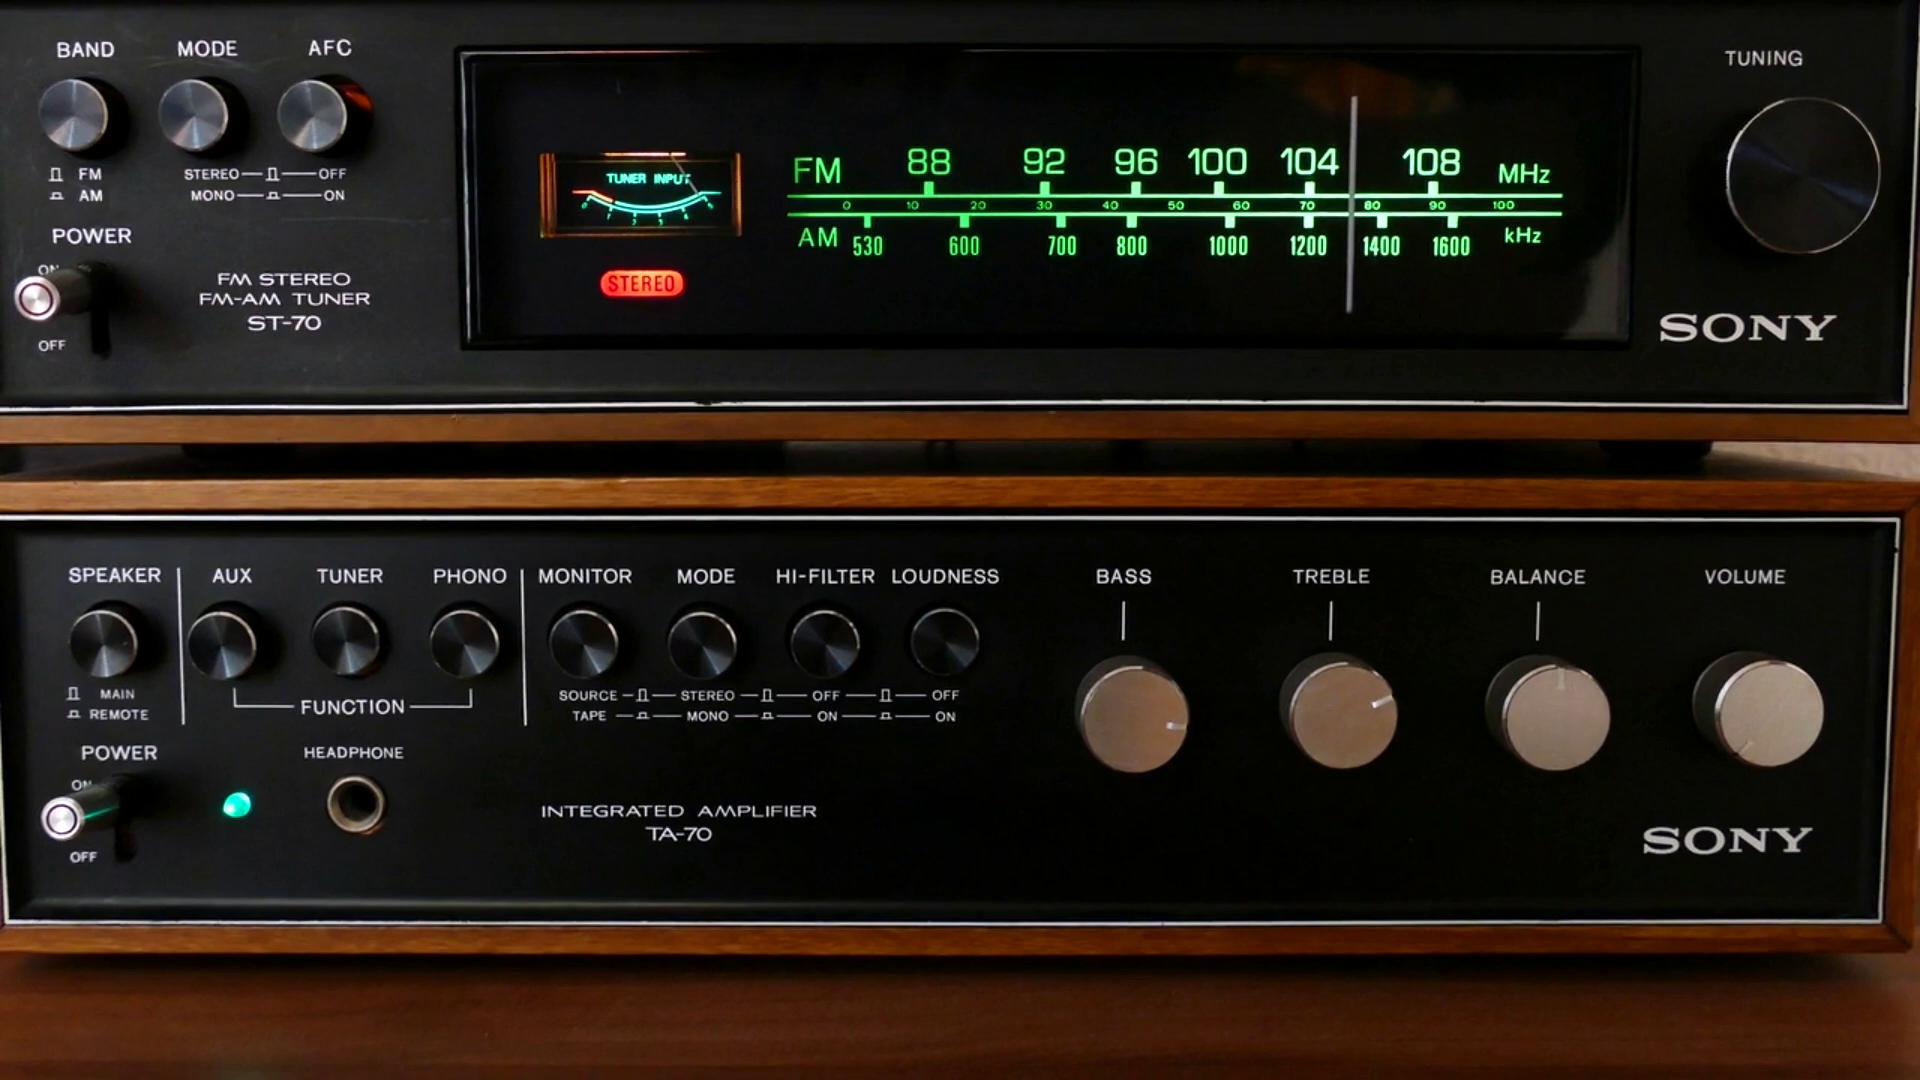 BAND MODE AFC
TUNING
FM STEREO OFF
AM MONO ON
POWER
ON
OFF
FM STEREO
FM-AM TUNER
ST-70
TUNER INPUT
STEREO
FM 88 92 96 100 104 108 MHz
0 10 20 30 40 50 60 70 80 90 100
AM 530 600 700 800 1000 1200 1400 1600 kHz
SONY
SPEAKER AUX TUNER PHONO MONITOR MODE HI-FILTER LOUDNESS BASS TREBLE BALANCE VOLUME
MAIN SOURCE STEREO OFF OFF
REMOTE TAPE MONO ON ON
FUNCTION
POWER
ON
OFF
HEADPHONE
INTEGRATED AMPLIFIER
TA-70
SONY